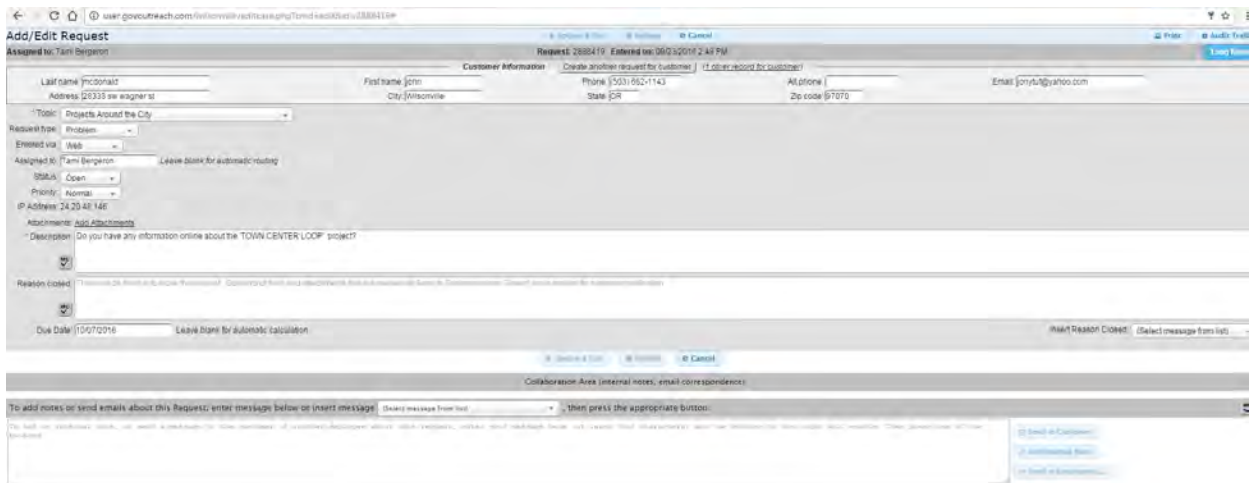 user.govoutreach.com/
Add/Edit Request
Cancel
Print
Audit Trail
Assigned to: Tami Bergeron
Request: 2888419 Entered on: 09/23/2016 2:49 PM
Customer Information Create another request for customer (1 other record for customer)
Last name mcdonald First name john Phone (503) 662-1143 Alt phone Email jonytuf@yahoo.com
Address 28335 sw wagner st City Wilsonville State OR Zip code 97070
*Topic: Projects Around the City
Request type: Problem
Entered via: Web
Assigned to: Tami Bergeron Leave blank for automatic routing
Status: Open
Priority: Normal
IP Address: 24.20.48.146
Attachments: Add Attachments
*Description: Do you have any information online about the "TOWN CENTER LOOP" project?
Reason closed:
Due Date: 10/07/2016 Leave blank for automatic calculation
Insert Reason Closed: (Select message from list)
Cancel
Collaboration Area (internal notes, email correspondence)
To add notes or send emails about this Request, enter message below or insert message (Select message from list) , then press the appropriate button.